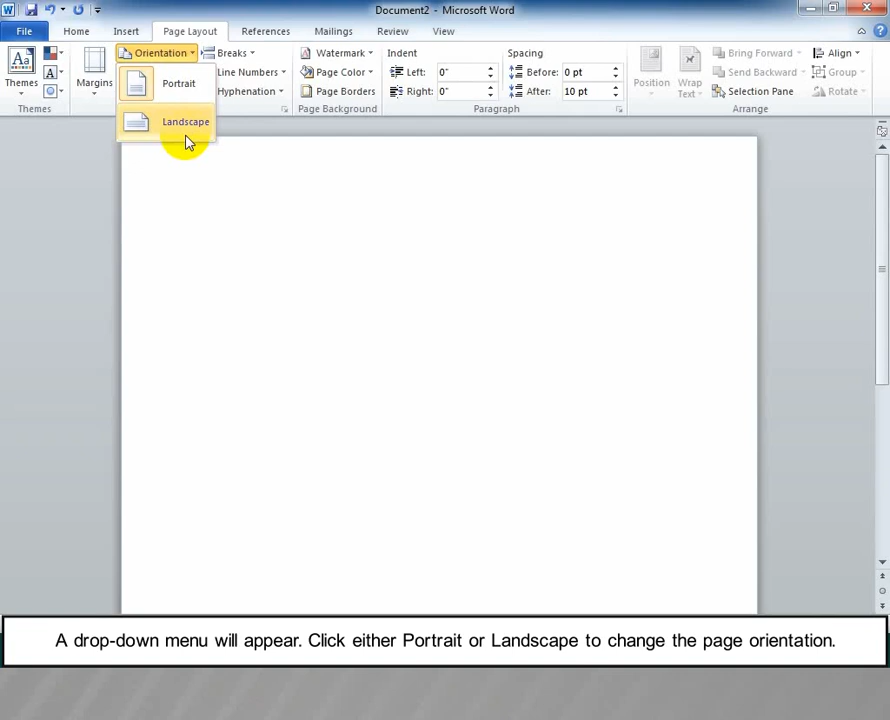 Document2 - Microsoft Word
File Home Insert Page Layout References Mailings Review View
Orientation Breaks Watermark Indent Spacing Bring Forward Align
Themes Margins Portrait Line Numbers Page Color Left: 0" Before: 0 pt Position Wrap Text Send Backward Group
Hyphenation Page Borders Right: 0" After: 10 pt Selection Pane Rotate
Themes Page Background Paragraph Arrange
Landscape
A drop-down menu will appear. Click either Portrait or Landscape to change the page orientation.